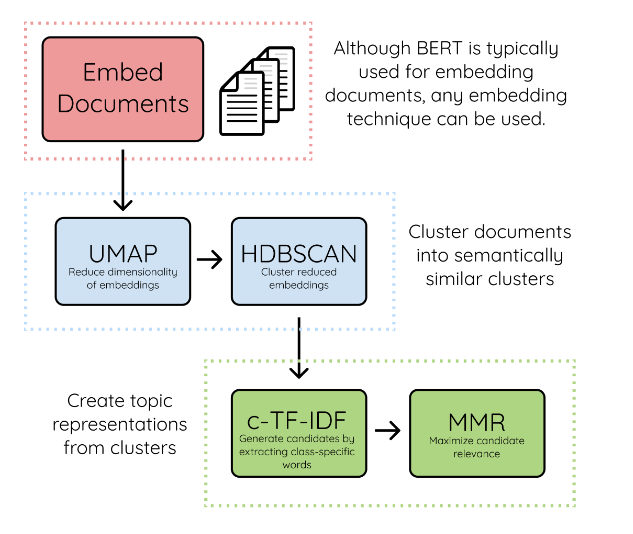 Embed
Documents
Although BERT is typically
used for embedding
documents, any embedding
technique can be used.
UMAP
Reduce dimensionality
of embeddings
HDBSCAN
Cluster reduced
embeddings
Cluster documents
into semantically
similar clusters
Create topic
representations
from clusters
c-TF-IDF
Generate candidates by
extracting class-specific
words
MMR
Maximize candidate
relevance